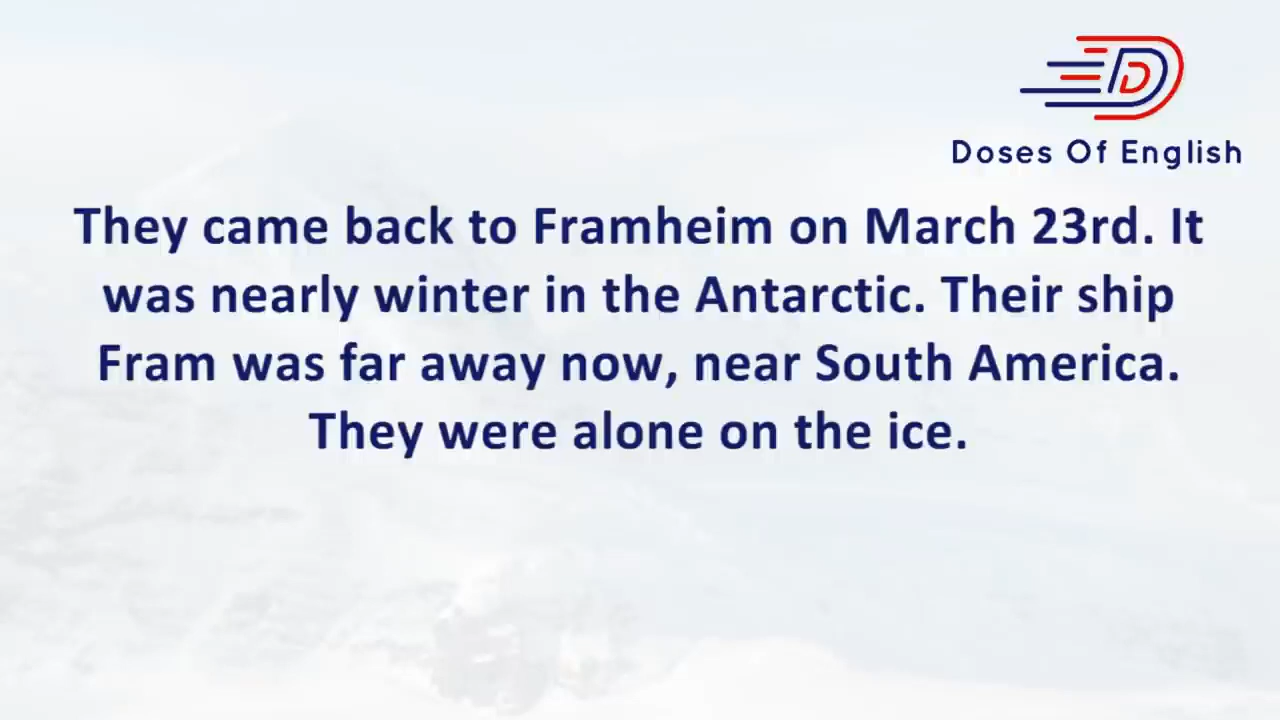 Doses Of English
They came back to Framheim on March 23rd. It
was nearly winter in the Antarctic. Their ship
Fram was far away now, near South America.
They were alone on the ice.